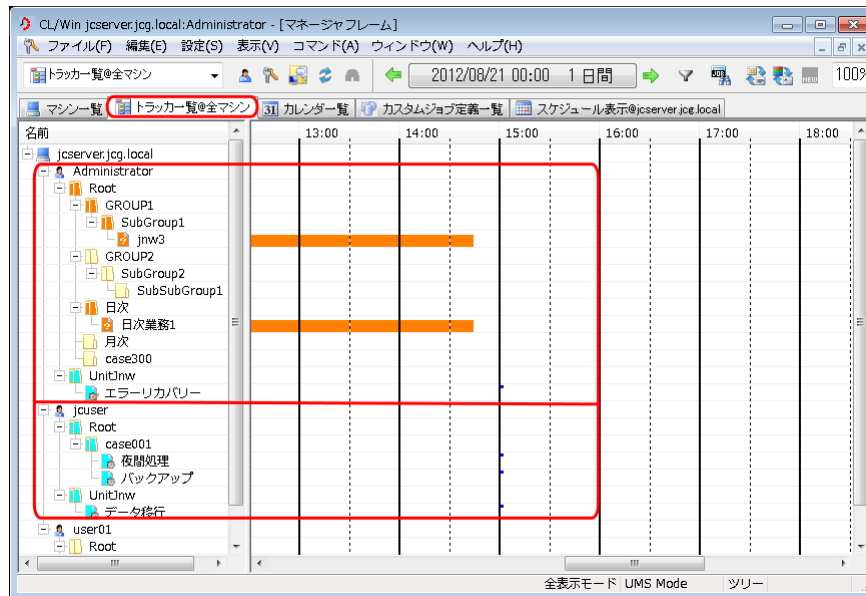 CL/Win jcserver.jcg.local:Administrator - [マネージャフレーム]
ファイル(F) 編集(E) 設定(S) 表示(V) コマンド(A) ウィンドウ(W) ヘルプ(H)
トラッカ一覧@全マシン 2012/08/21 00:00 1 日間 NEW 100%
マシン一覧 トラッカ一覧@全マシン 31 カレンダ一覧 カスタムジョブ定義一覧 スケジュール表示@jcserver.jcg.local
名前 13:00 14:00 15:00 16:00 17:00 18:00
jcserver.jcg.local
Administrator
Root
GROUP1
SubGroup1
jnw3
GROUP2
SubGroup2
SubSubGroup1
日次
日次業務1
月次
case300
UnitJnw
エラーリカバリー
jcuser
Root
case001
夜間処理
バックアップ
UnitJnw
データ移行
user01
Root
全表示モード UMS Mode ツリー